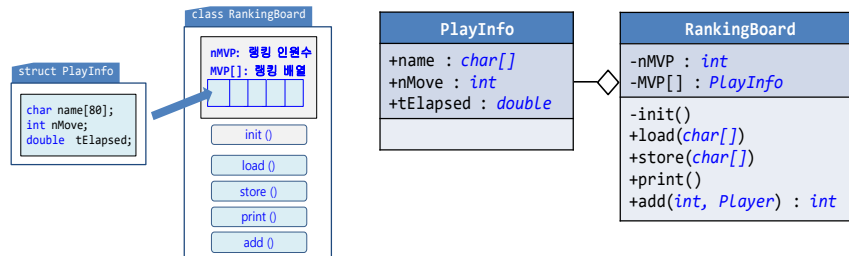 struct PlayInfo
char name[80];
int nMove;
double tElapsed;
class RankingBoard
nMVP: 랭킹 인원수
MVP[]: 랭킹 배열
init ()
load ()
store ()
print ()
add ()
PlayInfo
+name : char[]
+nMove : int
+tElapsed : double
RankingBoard
-nMVP : int
-MVP[] : PlayInfo
-init()
+load(char[])
+store(char[])
+print()
+add(int, Player) : int